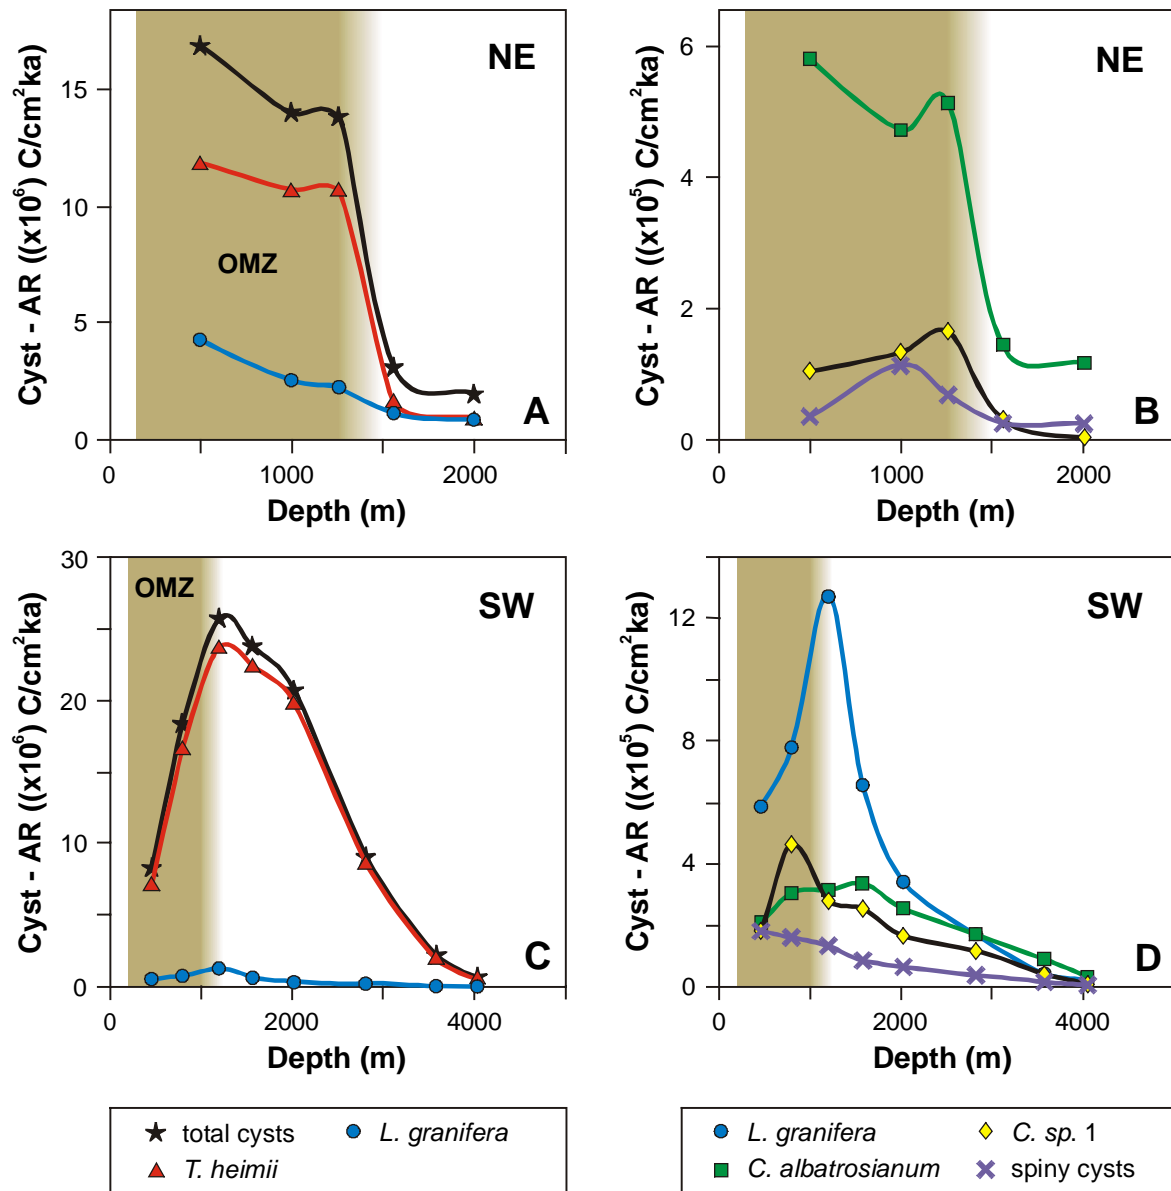 NE
15
10
5
0
OMZ
A
0
1000
2000
Depth (m)
Cyst - AR ((x10⁶) C/cm²ka)
NE
6
4
2
0
B
0
1000
2000
Depth (m)
Cyst - AR ((x10⁵) C/cm²ka)
30
20
10
0
OMZ
SW
C
0
2000
4000
Depth (m)
Cyst - AR ((x10⁶) C/cm²ka)
SW
12
8
4
0
D
0
2000
4000
Depth (m)
Cyst - AR ((x10⁵) C/cm²ka)
total cysts
L. granifera
T. heimii
L. granifera
C. sp. 1
C. albatrosianum
spiny cysts